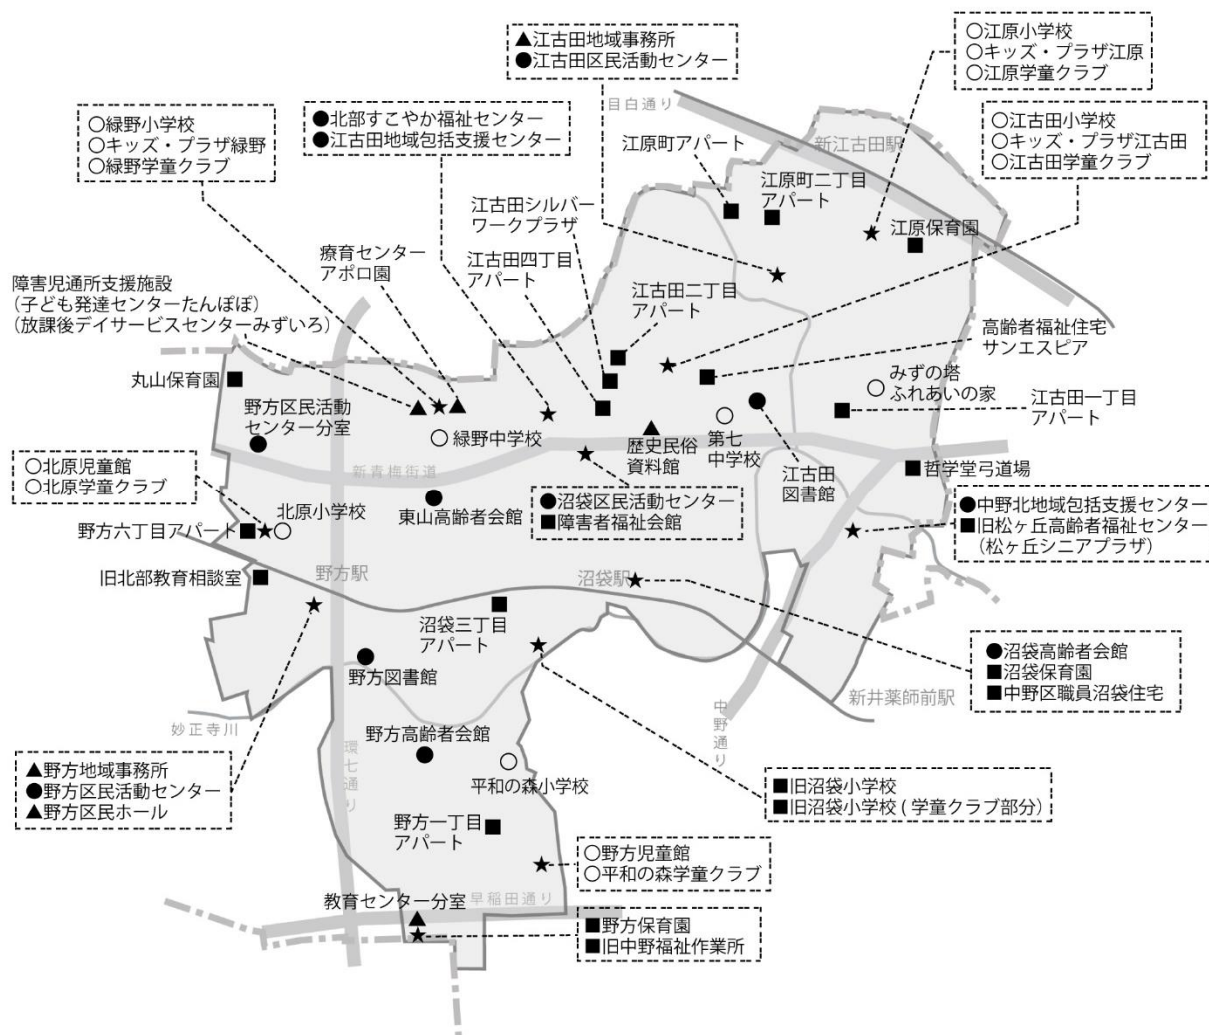 ▲江古田地域事務所
●江古田区民活動センター
○江原小学校
○キッズ・プラザ江原
○江原学童クラブ
目白通り
●北部すこやか福祉センター
●江古田地域包括支援センター
○緑野小学校
○キッズ・プラザ緑野
○緑野学童クラブ
○江古田小学校
○キッズ・プラザ江古田
○江古田学童クラブ
新江古田駅
江原町アパート
江原町二丁目
アパート
江原保育園
江古田シルバー
ワークプラザ
療育センター
アポロ園
江古田四丁目
アパート
江古田二丁目
アパート
障害児通所支援施設
(子ども発達センターたんぽぽ)
(放課後デイサービスセンターみずいろ)
高齢者福祉住宅
サンエスピア
丸山保育園
みずの塔
ふれあいの家
江古田一丁目
アパート
野方区民活動
センター分室
緑野中学校
歴史民俗
資料館
第七
中学校
江古田
図書館
新青梅街道
哲学堂弓道場
○北原児童館
○北原学童クラブ
北原小学校
東山高齢者会館
●沼袋区民活動センター
■障害者福祉会館
●中野北地域包括支援センター
■旧松ヶ丘高齢者福祉センター
(松ヶ丘シニアプラザ)
野方六丁目アパート
旧北部教育相談室
野方駅
沼袋駅
沼袋三丁目
アパート
●沼袋高齢者会館
■沼袋保育園
■中野区職員沼袋住宅
野方図書館
新井薬師前駅
妙正寺川
中野通り
野方高齢者会館
環七通り
平和の森小学校
▲野方地域事務所
●野方区民活動センター
▲野方区民ホール
■旧沼袋小学校
■旧沼袋小学校(学童クラブ部分)
野方一丁目
アパート
○野方児童館
○平和の森学童クラブ
教育センター分室
早稲田通り
■野方保育園
■旧中野福祉作業所